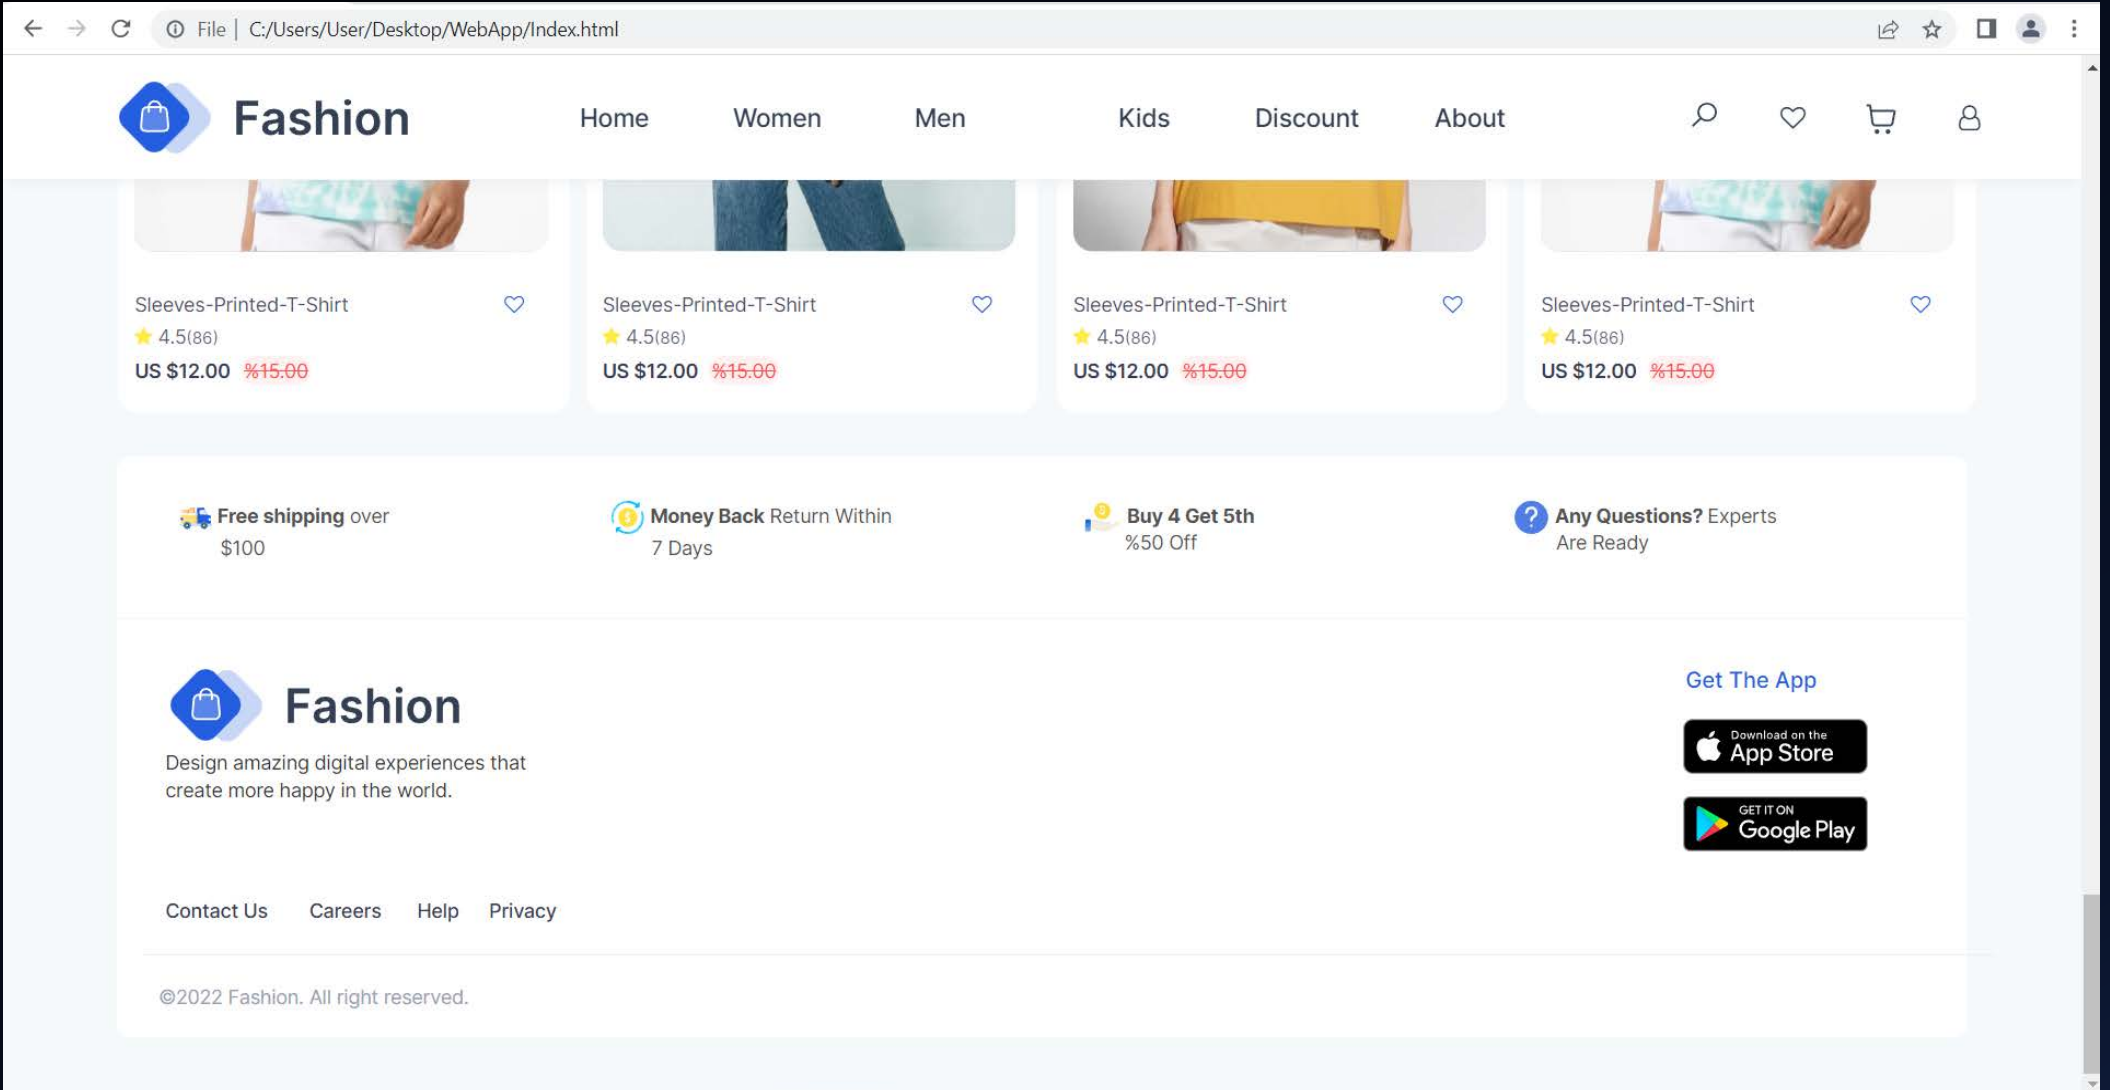 File | C:/Users/User/Desktop/WebApp/Index.html
Fashion Home Women Men Kids Discount About
Sleeves-Printed-T-Shirt
4.5(86)
US $12.00 %15.00
Sleeves-Printed-T-Shirt
4.5(86)
US $12.00 %15.00
Sleeves-Printed-T-Shirt
4.5(86)
US $12.00 %15.00
Sleeves-Printed-T-Shirt
4.5(86)
US $12.00 %15.00
Free shipping over
$100
Money Back Return Within
7 Days
Buy 4 Get 5th
%50 Off
Any Questions? Experts
Are Ready
Fashion
Design amazing digital experiences that
create more happy in the world.
Get The App
Download on the
App Store
GET IT ON
Google Play
Contact Us Careers Help Privacy
©2022 Fashion. All right reserved.